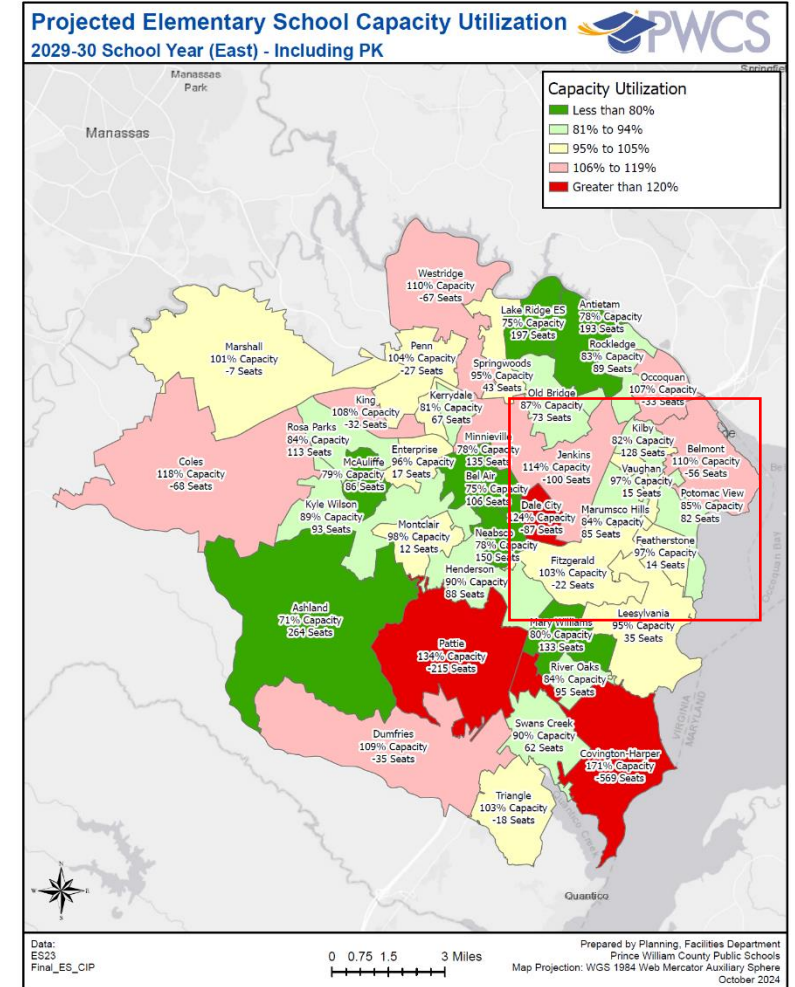 Projected Elementary School Capacity Utilization
2029-30 School Year (East) - Including PK
PWCS
Manassas
Park
Manassas
Capacity Utilization
Less than 80%
81% to 94%
95% to 105%
106% to 119%
Greater than 120%
Westridge
110% Capacity
-67 Seats
Lake Ridge ES
75% Capacity
197 Seats
Antietam
78% Capacity
193 Seats
Rockledge
83% Capacity
89 Seats
Marshall
101% Capacity
-7 Seats
Penn
104% Capacity
-27 Seats
Springwoods
95% Capacity
43 Seats
Occoquan
107% Capacity
-33 Seats
Old Bridge
87% Capacity
73 Seats
King
108% Capacity
-32 Seats
Kerrydale
81% Capacity
67 Seats
Rosa Parks
84% Capacity
113 Seats
Minnieville
78% Capacity
135 Seats
Kilby
82% Capacity
128 Seats
Belmont
110% Capacity
-56 Seats
Coles
118% Capacity
-68 Seats
McAuliffe
79% Capacity
86 Seats
Enterprise
96% Capacity
17 Seats
Jenkins
114% Capacity
-100 Seats
Vaughan
97% Capacity
15 Seats
Bel Air
75% Capacity
106 Seats
Potomac View
85% Capacity
82 Seats
Kyle Wilson
89% Capacity
93 Seats
Dale City
124% Capacity
-87 Seats
Marumsco Hills
84% Capacity
85 Seats
Montclair
98% Capacity
12 Seats
Neabsco
78% Capacity
150 Seats
Featherstone
97% Capacity
14 Seats
Fitzgerald
103% Capacity
-22 Seats
Henderson
90% Capacity
88 Seats
Occoquan Bay
Ashland
71% Capacity
264 Seats
Leesylvania
95% Capacity
35 Seats
Mary Williams
80% Capacity
133 Seats
Pattie
134% Capacity
-215 Seats
River Oaks
84% Capacity
95 Seats
VIRGINIA
MARYLAND
Dumfries
109% Capacity
-35 Seats
Swans Creek
90% Capacity
62 Seats
Covington-Harper
171% Capacity
-569 Seats
Triangle
103% Capacity
-18 Seats
Quantico
N
W
E
S
Data:
ES23
Final_ES_CIP
0 0.75 1.5 3 Miles
Prepared by Planning, Facilities Department
Prince William County Public Schools
Map Projection: WGS 1984 Web Mercator Auxiliary Sphere
October 2024